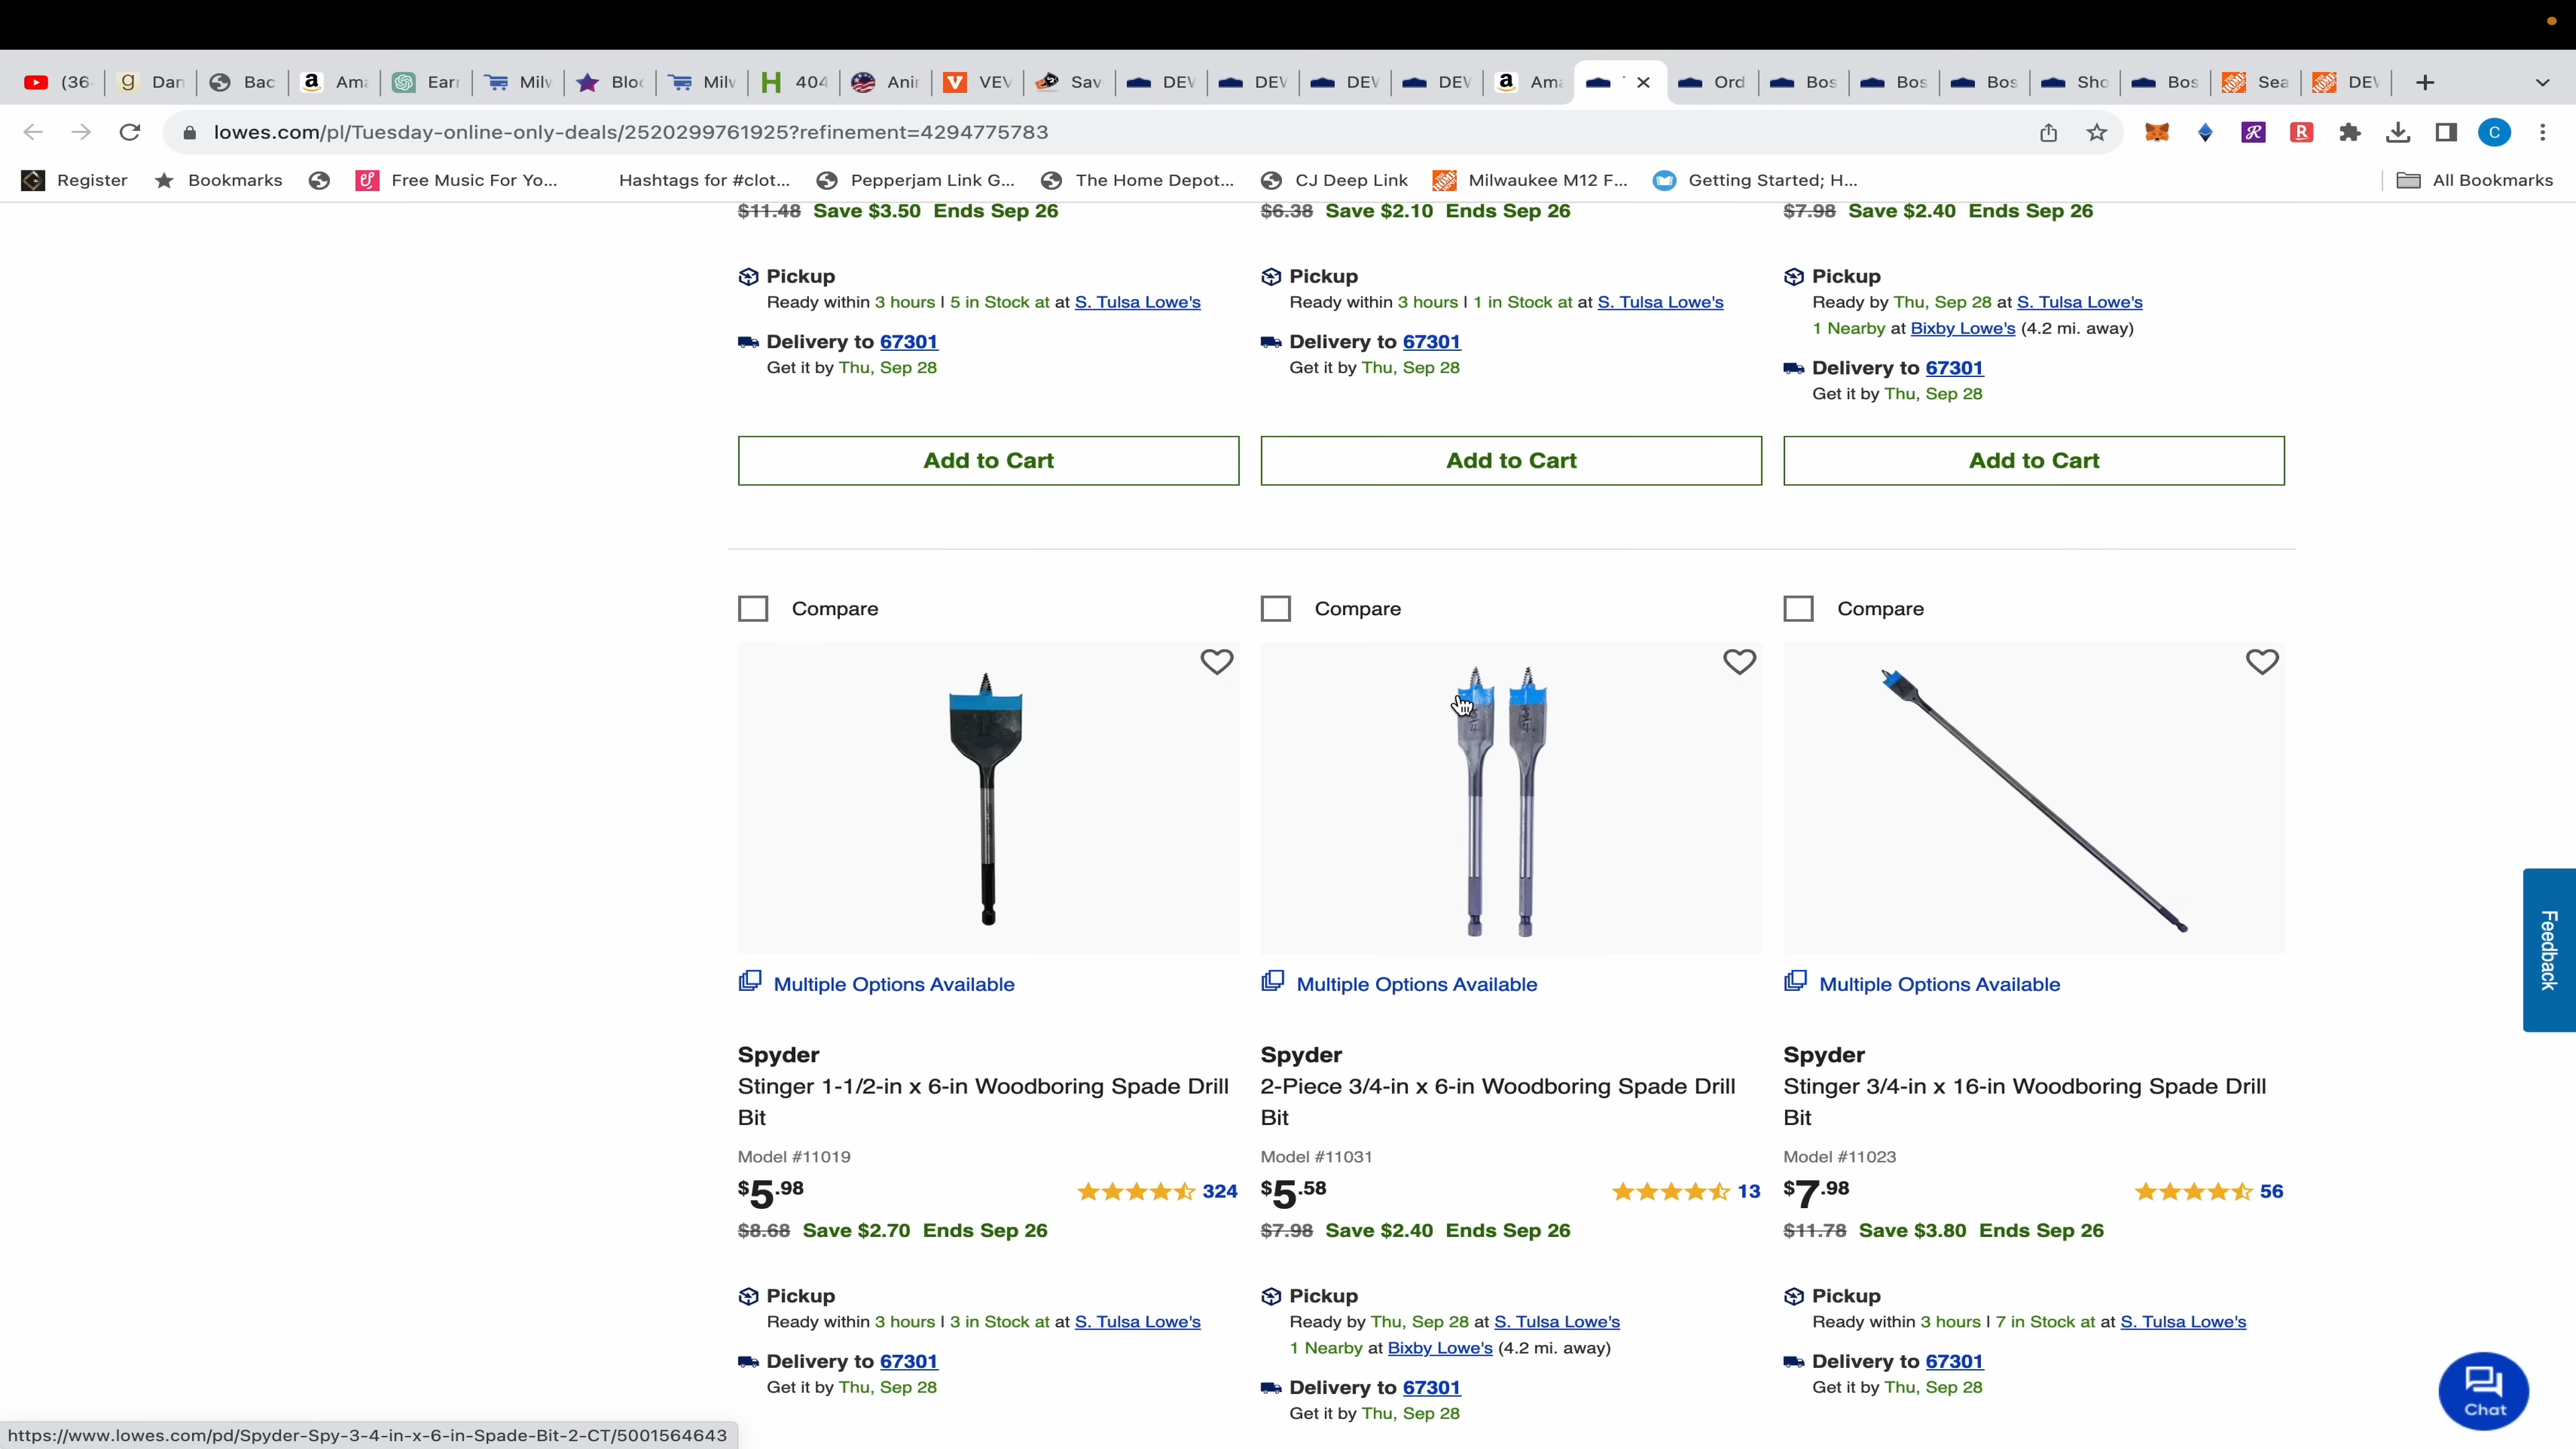 (36 Dan Bac Ama Earr Milw Bloc Milw 404 Anir VEV Sav DEW DEW DEW DEW Ama Ord Bos Bos Bos Sho Bos Sea DEW
lowes.com/pl/Tuesday-online-only-deals/2520299761925?refinement=4294775783
Register Bookmarks Free Music For Yo... Hashtags for #clot... Pepperjam Link G... The Home Depot... CJ Deep Link Milwaukee M12 F... Getting Started; H... All Bookmarks
$11.48 Save $3.50 Ends Sep 26
Pickup
Ready within 3 hours | 5 in Stock at at S. Tulsa Lowe's
Delivery to 67301
Get it by Thu, Sep 28
Add to Cart
$6.38 Save $2.10 Ends Sep 26
Pickup
Ready within 3 hours | 1 in Stock at at S. Tulsa Lowe's
Delivery to 67301
Get it by Thu, Sep 28
Add to Cart
$7.98 Save $2.40 Ends Sep 26
Pickup
Ready by Thu, Sep 28 at S. Tulsa Lowe's
1 Nearby at Bixby Lowe's (4.2 mi. away)
Delivery to 67301
Get it by Thu, Sep 28
Add to Cart
Compare
Multiple Options Available
Spyder
Stinger 1-1/2-in x 6-in Woodboring Spade Drill
Bit
Model #11019
$5.98 324
$8.68 Save $2.70 Ends Sep 26
Pickup
Ready within 3 hours | 3 in Stock at at S. Tulsa Lowe's
Delivery to 67301
Get it by Thu, Sep 28
Compare
Multiple Options Available
Spyder
2-Piece 3/4-in x 6-in Woodboring Spade Drill
Bit
Model #11031
$5.58 13
$7.98 Save $2.40 Ends Sep 26
Pickup
Ready by Thu, Sep 28 at S. Tulsa Lowe's
1 Nearby at Bixby Lowe's (4.2 mi. away)
Delivery to 67301
Get it by Thu, Sep 28
Compare
Multiple Options Available
Spyder
Stinger 3/4-in x 16-in Woodboring Spade Drill
Bit
Model #11023
$7.98 56
$11.78 Save $3.80 Ends Sep 26
Pickup
Ready within 3 hours | 7 in Stock at at S. Tulsa Lowe's
Delivery to 67301
Get it by Thu, Sep 28
Feedback
Chat
https://www.lowes.com/pd/Spyder-Spy-3-4-in-x-6-in-Spade-Bit-2-CT/5001564643